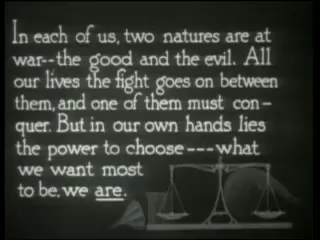 In each of us, two natures are at
war--the good and the evil. All
our lives the fight goes on between
them, and one of them must con-
quer. But in our own hands lies
the power to choose---what
we want most
to be, we are.